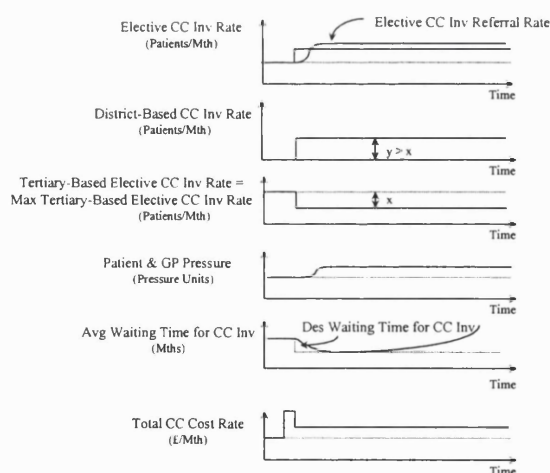 Elective CC Inv Rate
(Patients/Mth)
Elective CC Inv Referral Rate
Time
District-Based CC Inv Rate
(Patients/Mth)
y > x
Time
Tertiary-Based Elective CC Inv Rate =
Max Tertiary-Based Elective CC Inv Rate
(Patients/Mth)
x
Time
Patient & GP Pressure
(Pressure Units)
Time
Avg Waiting Time for CC Inv
(Mths)
Des Waiting Time for CC Inv
Time
Total CC Cost Rate
(£/Mth)
Time